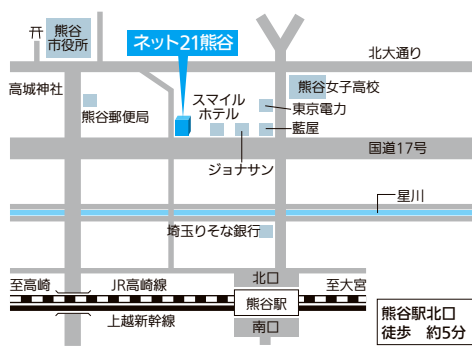 熊谷
市役所
ネット21熊谷
北大通り
高城神社
熊谷郵便局
スマイル
ホテル
熊谷女子高校
東京電力
藍屋
国道17号
ジョナサン
星川
埼玉りそな銀行
北口
至高崎
JR高崎線
至大宮
熊谷駅
上越新幹線
南口
熊谷駅北口
徒歩　約5分